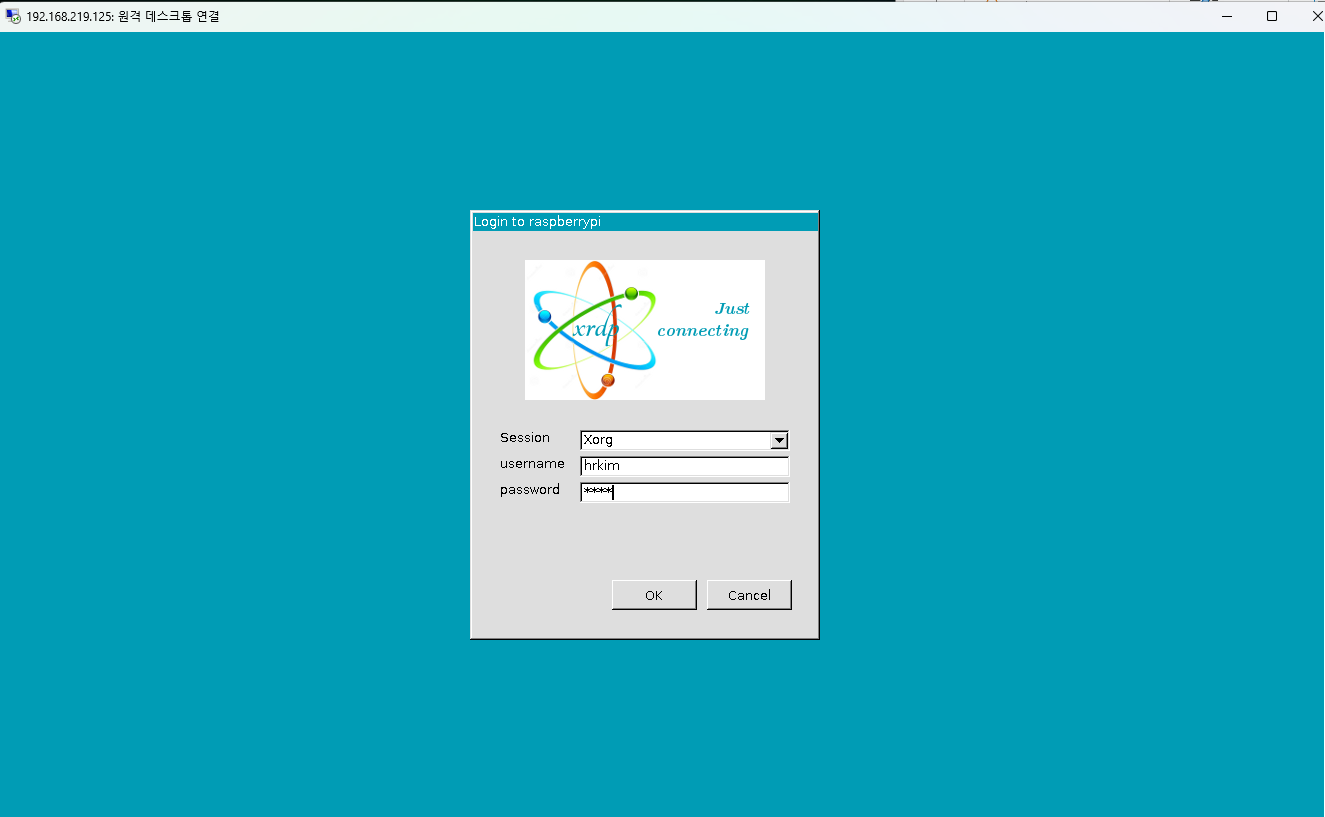 192.168.219.125: 원격 데스크톱 연결
Login to raspberrypi
xrdp
Just
connecting
Session Xorg
username hrkim
password ****
OK Cancel